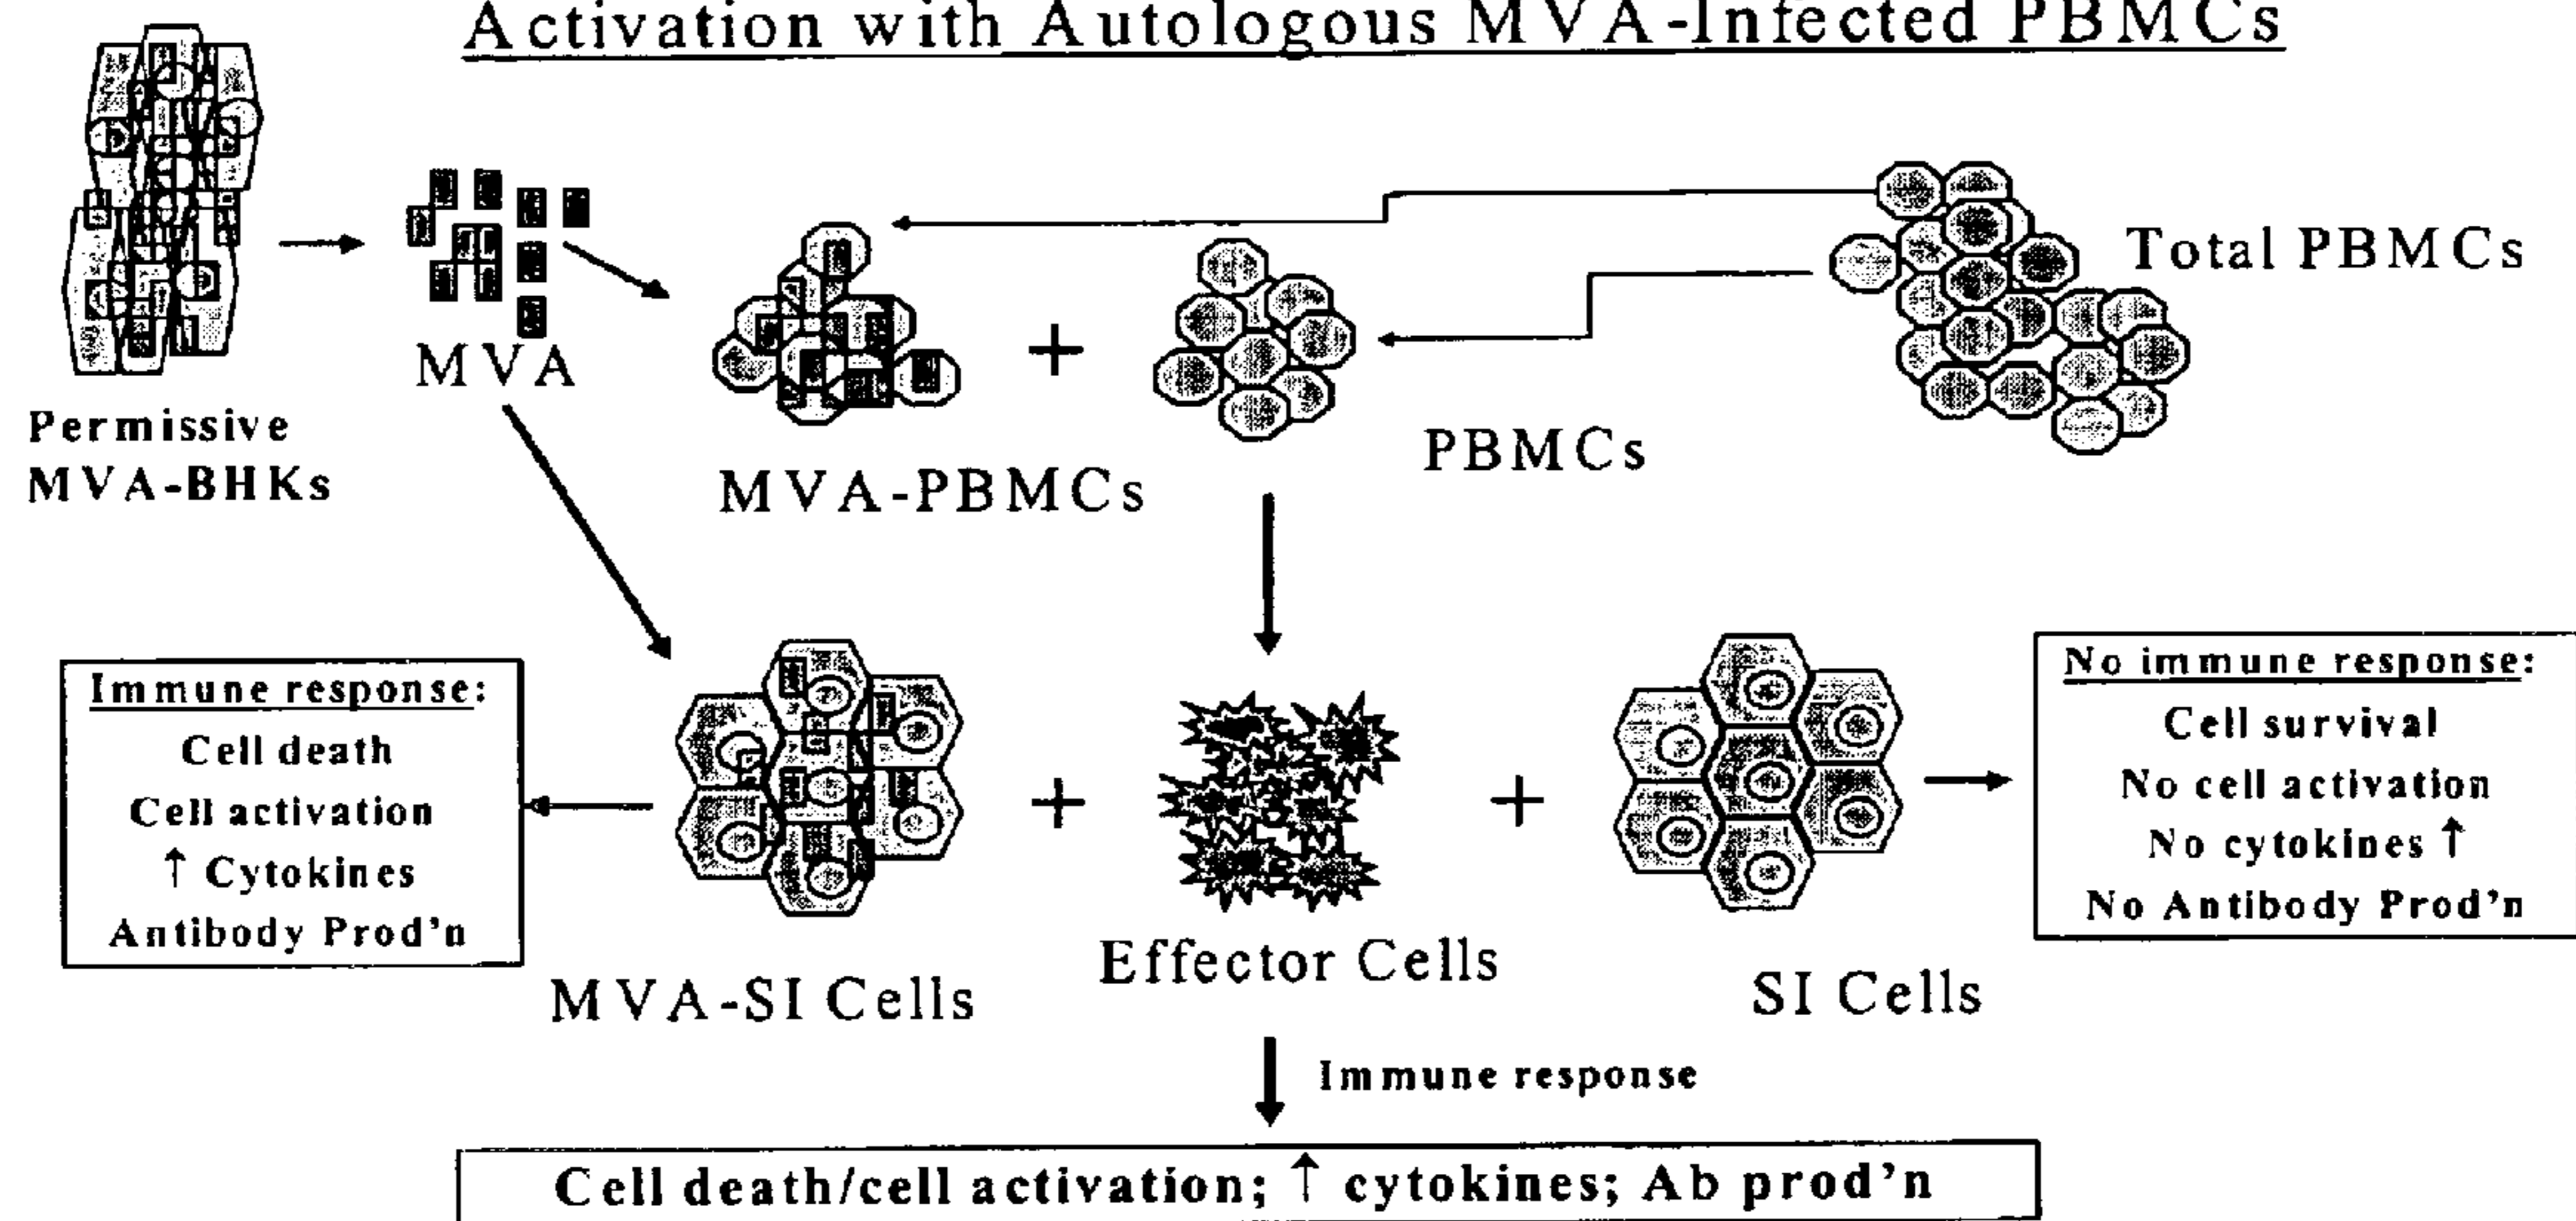 Activation with Autologous MVA-Infected PBMCs
Total PBMCs
MVA
Permissive
MVA-BHKs
PBMCs
MVA-PBMCs
+
Immune response:
Cell death
Cell activation
↑ Cytokines
Antibody Prod'n
+
+
No immune response:
Cell survival
No cell activation
No cytokines ↑
No Antibody Prod'n
MVA-SI Cells
Effector Cells
SI Cells
Immune response
Cell death/cell activation; ↑ cytokines; Ab prod'n